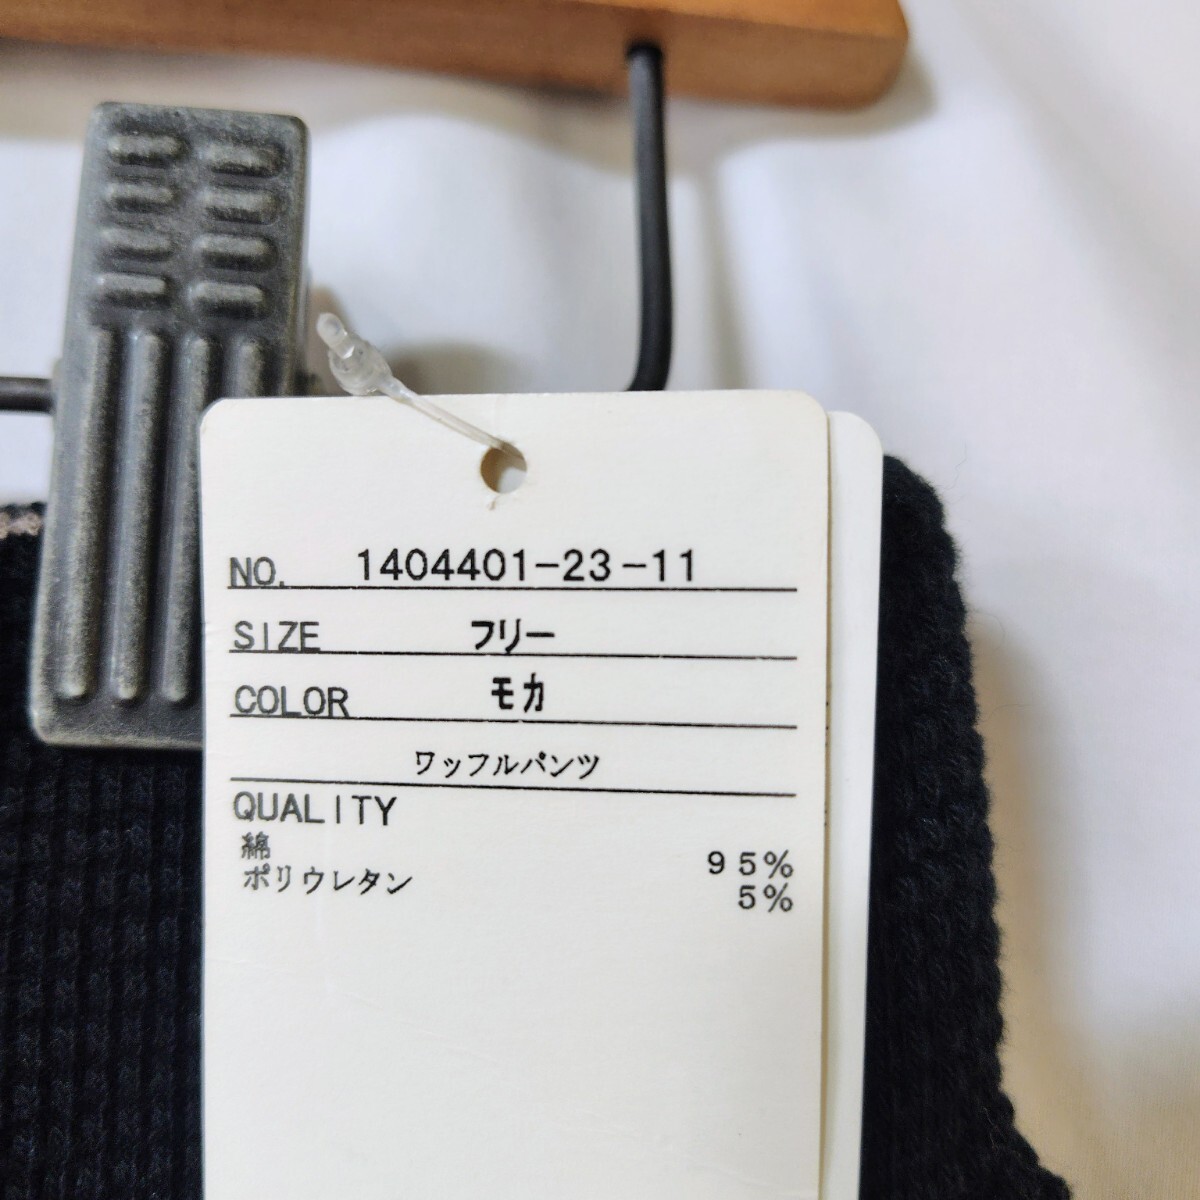 NO. 1404401-23-11
SIZE フリー
COLOR モカ
ワッフルパンツ
QUALITY
綿 95%
ポリウレタン 5%